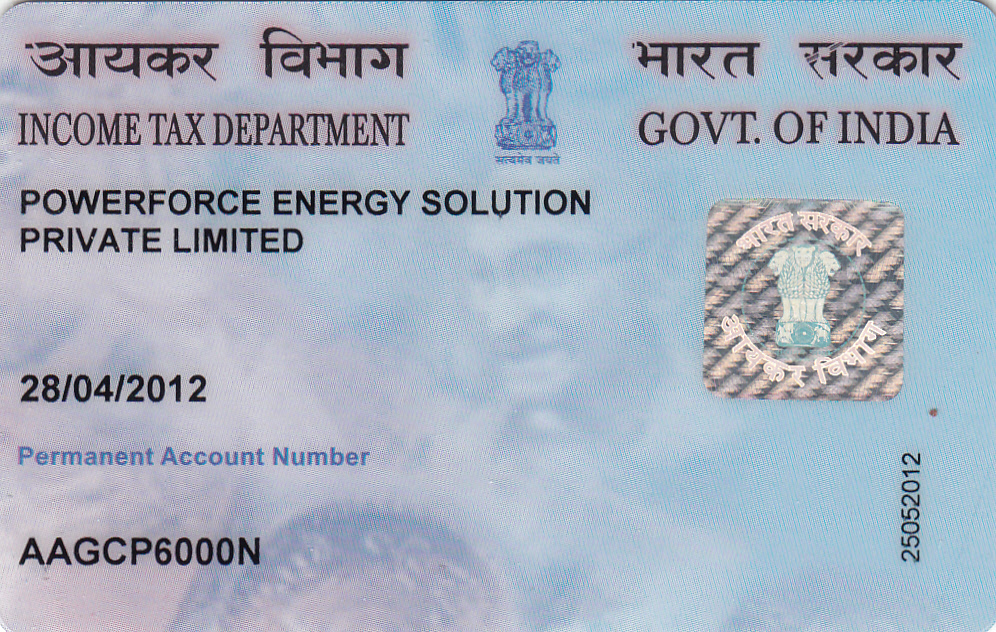 आयकर विभाग
INCOME TAX DEPARTMENT
सत्यमेव जयते
भारत सरकार
GOVT. OF INDIA
POWERFORCE ENERGY SOLUTION
PRIVATE LIMITED
भारत सरकार
आयकर विभाग
28/04/2012
Permanent Account Number
AAGCP6000N
25052012